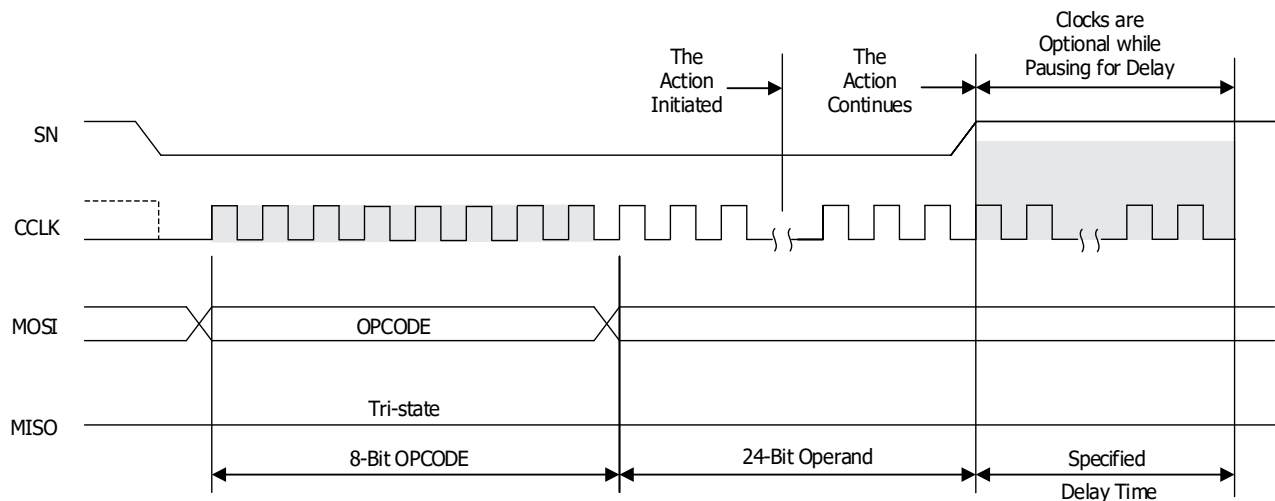 Clocks are
Optional while
Pausing for Delay
The
Action
Initiated
The
Action
Continues
SN
CCLK
MOSI
OPCODE
MISO
Tri-state
8-Bit OPCODE
24-Bit Operand
Specified
Delay Time